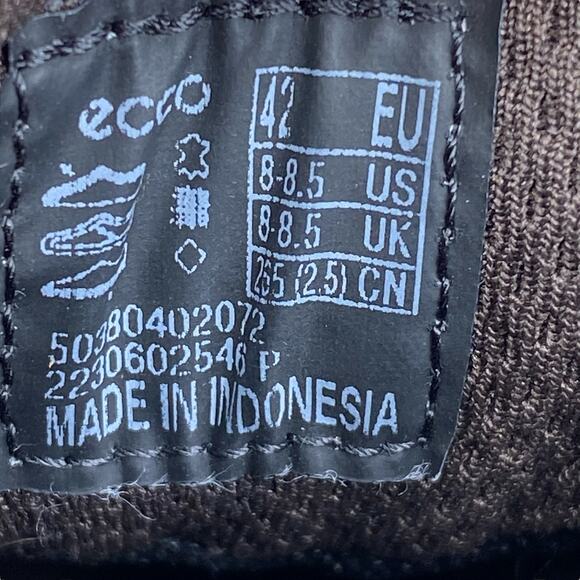 ecco
42 EU
8-8.5 US
8-8.5 UK
265 (2.5) CN
50380402072
2230602546 P
MADE IN INDONESIA